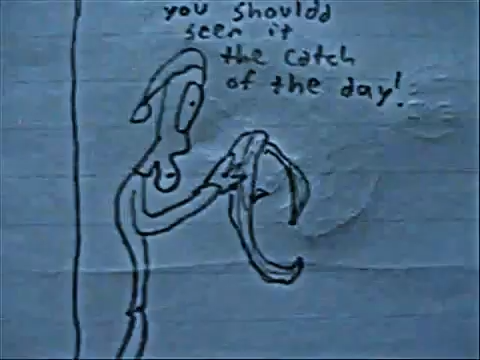 you shouldd
seen it
the catch
of the day!